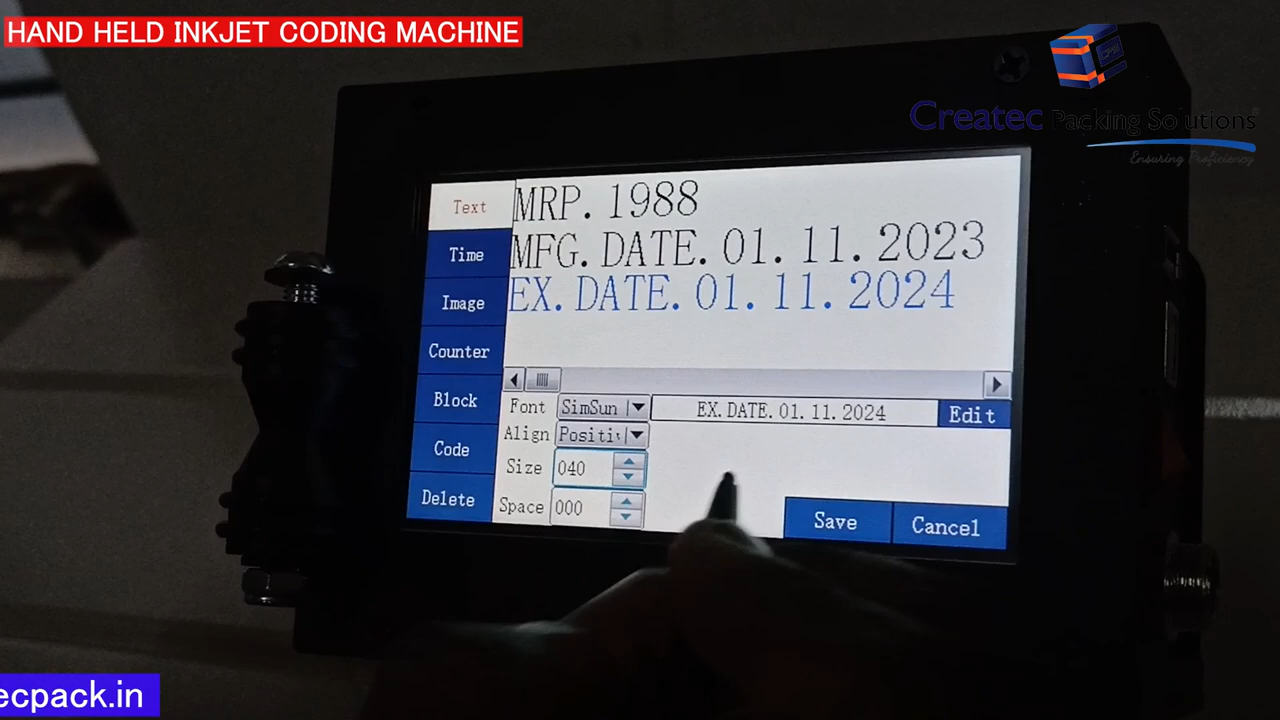 HAND HELD INKJET CODING MACHINE
Createc Packing Solutions
Ensuring Proficiency
Text
Time
Image
Counter
Block
Code
Delete
MRP. 1988
MFG. DATE. 01. 11. 2023
EX. DATE. 01. 11. 2024
Font SimSun EX. DATE. 01. 11. 2024 Edit
Align Positiv
Size 040
Space 000
Save Cancel
ecpack.in